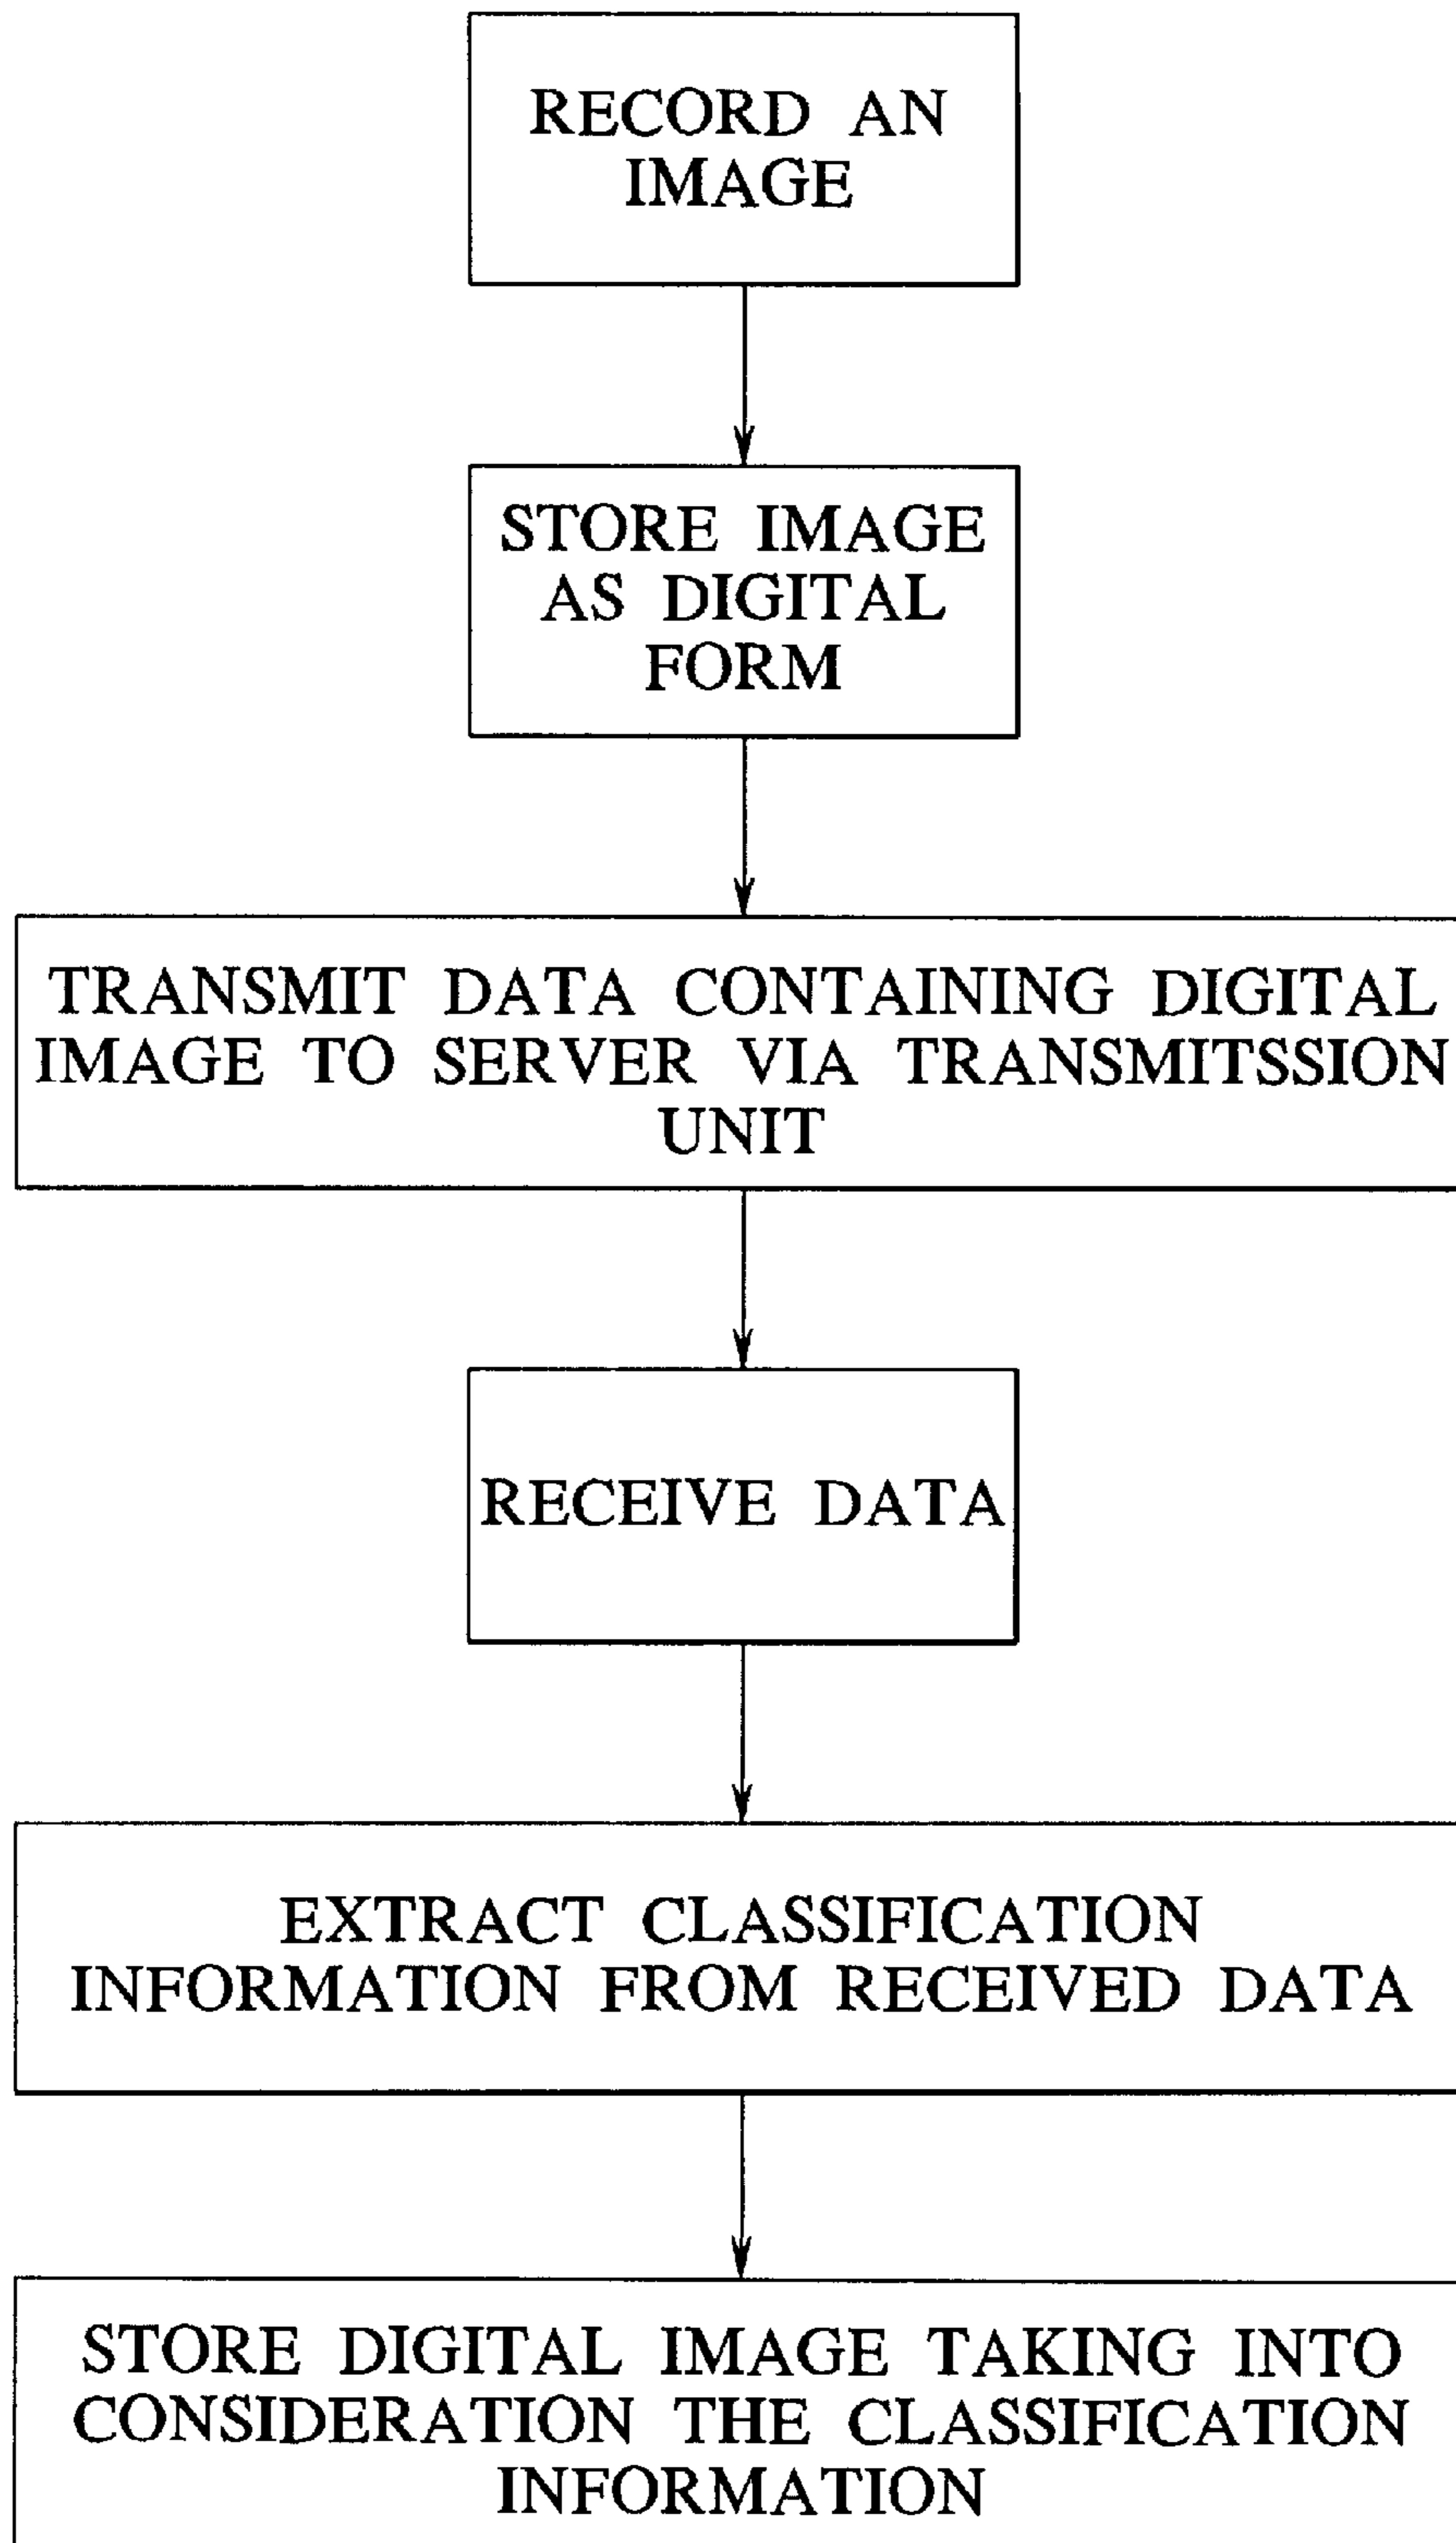 RECORD AN
IMAGE
STORE IMAGE
AS DIGITAL
FORM
TRANSMIT DATA CONTAINING DIGITAL
IMAGE TO SERVER VIA TRANSMITSSION
UNIT
RECEIVE DATA
EXTRACT CLASSIFICATION
INFORMATION FROM RECEIVED DATA
STORE DIGITAL IMAGE TAKING INTO
CONSIDERATION THE CLASSIFICATION
INFORMATION